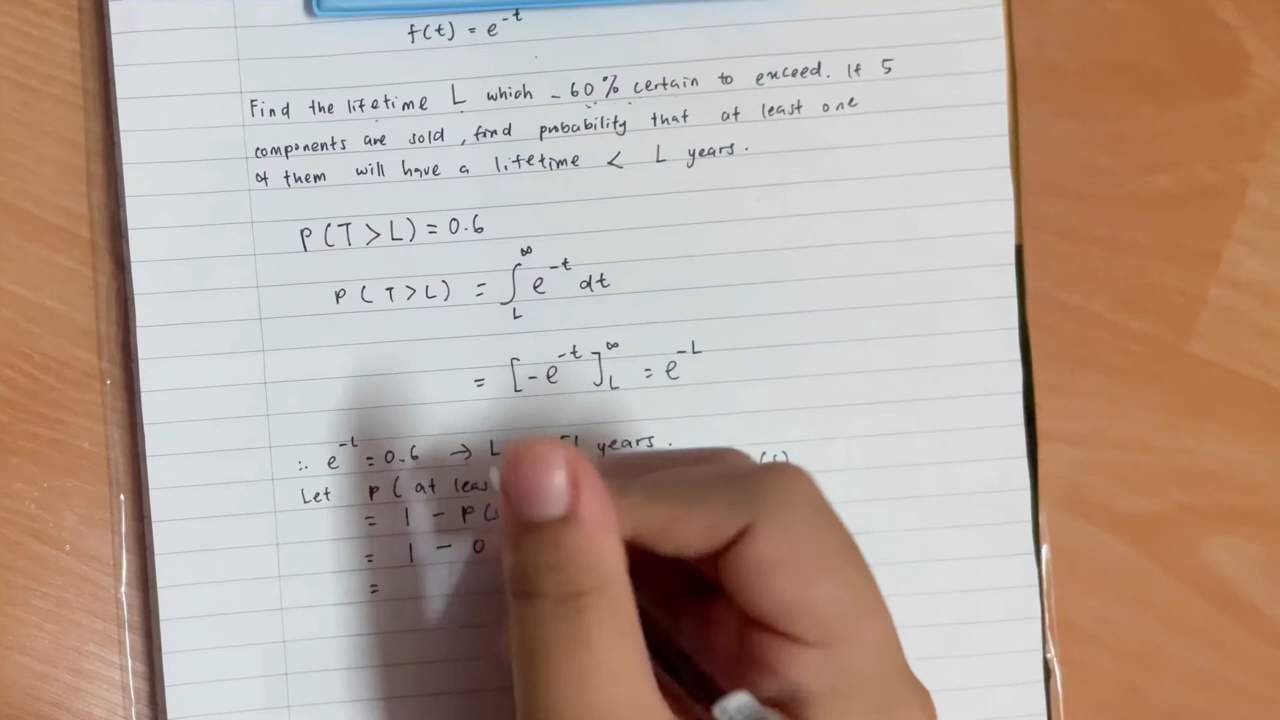 f(t) = e^-t
Find the lifetime L which - 60% certain to exceed. If 5
components are sold, find probability that at least one
of them will have a lifetime < L years.
P(T > L) = 0.6
P(T > L) = ∫_L^∞ e^-t dt
= [-e^-t]_L^∞ = e^-L
∴ e^-L = 0.6 → L years.
Let P( at
= 1 - P(
= 1 - 0
=